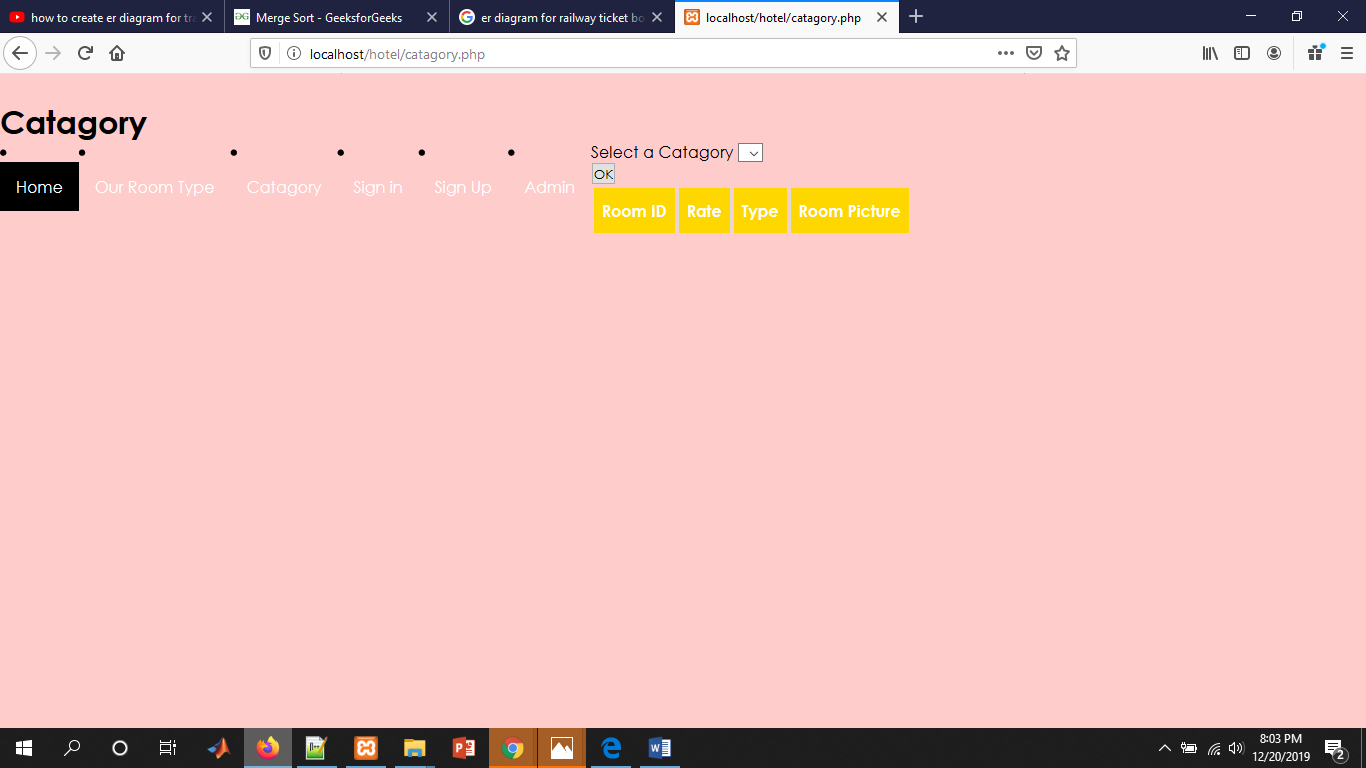 how to create er diagram for tra
Merge Sort - GeeksforGeeks
er diagram for railway ticket bo
localhost/hotel/catagory.php
localhost/hotel/catagory.php
Catagory
Home Our Room Type Catagory Sign in Sign Up Admin
Select a Catagory
OK
Room ID Rate Type Room Picture
8:03 PM
12/20/2019
2